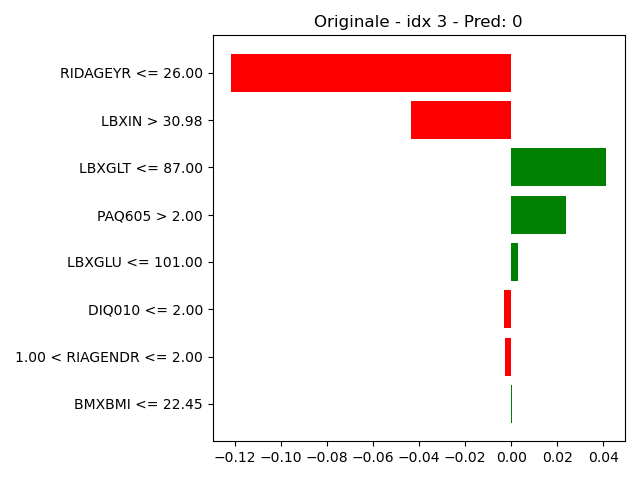 Originale - idx 3 - Pred: 0
RIDAGEYR <= 26.00
LBXIN > 30.98
LBXGLT <= 87.00
PAQ605 > 2.00
LBXGLU <= 101.00
DIQ010 <= 2.00
1.00 < RIAGENDR <= 2.00
BMXBMI <= 22.45
−0.12 −0.10 −0.08 −0.06 −0.04 −0.02 0.00 0.02 0.04